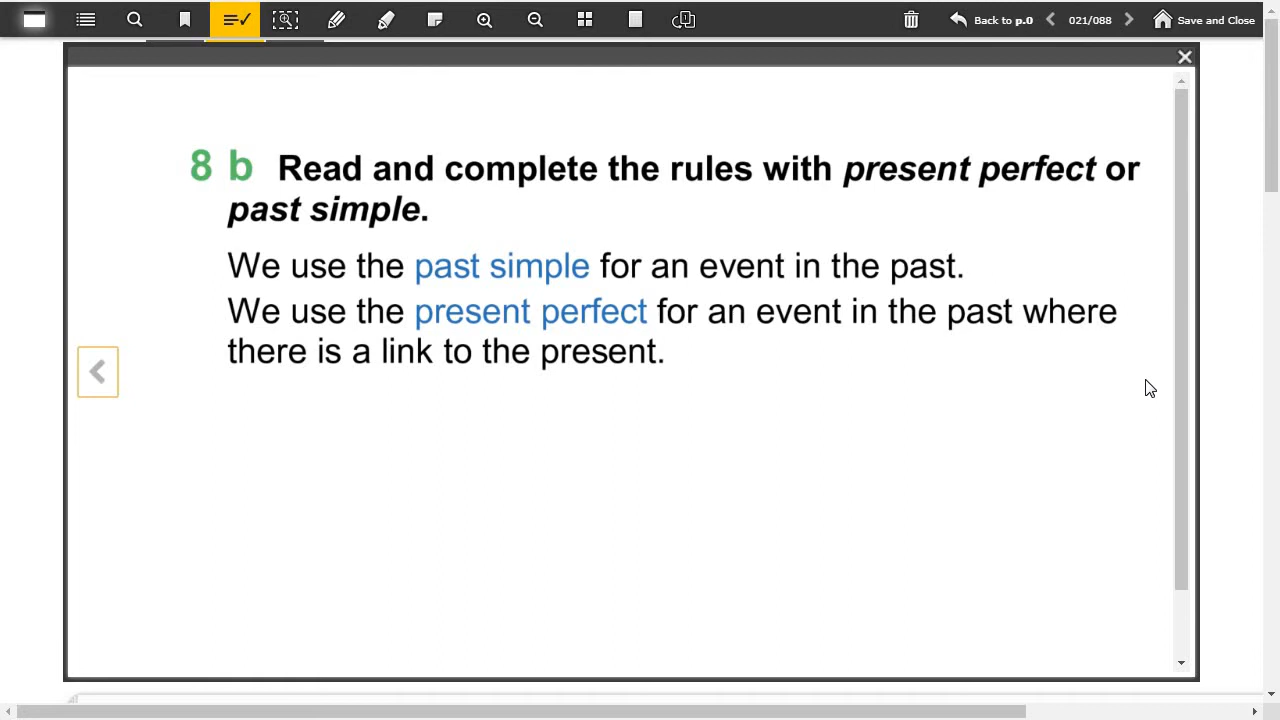 Back to p.0
021/088
Save and Close
8 b Read and complete the rules with present perfect or
past simple.
We use the past simple for an event in the past.
We use the present perfect for an event in the past where
there is a link to the present.